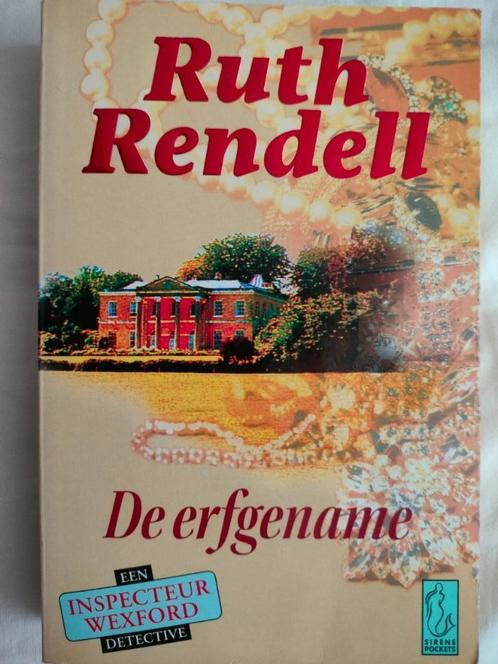 Ruth
Rendell
De erfgename
EEN
INSPECTEUR
WEXFORD
DETECTIVE
SIRENE
POCKETS